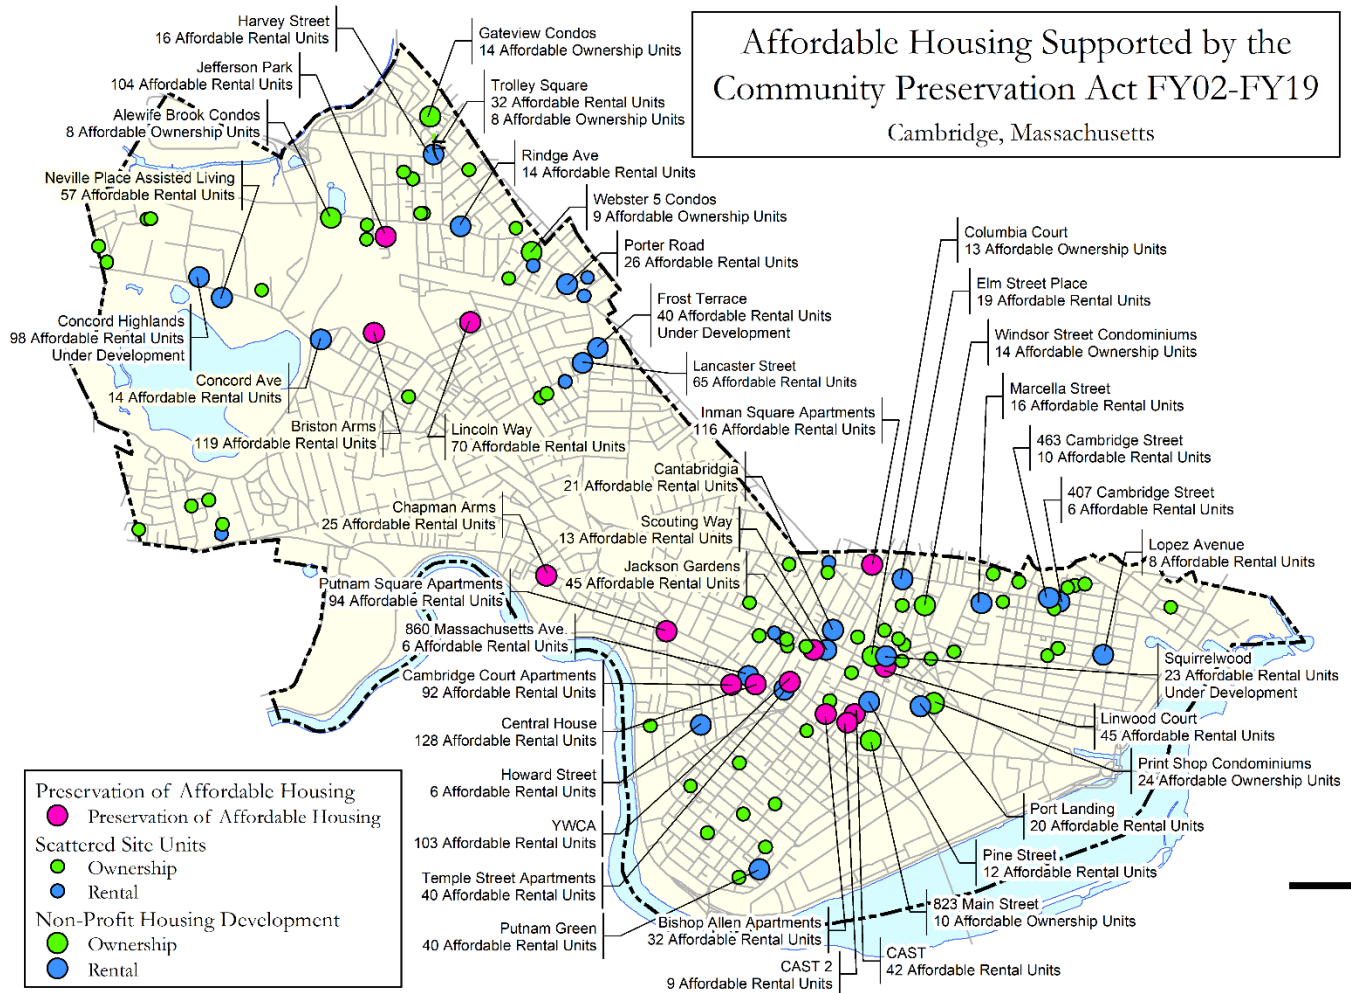 Affordable Housing Supported by the
Community Preservation Act FY02-FY19
Cambridge, Massachusetts
Harvey Street
16 Affordable Rental Units
Gateview Condos
14 Affordable Ownership Units
Jefferson Park
104 Affordable Rental Units
Trolley Square
32 Affordable Rental Units
8 Affordable Ownership Units
Alewife Brook Condos
8 Affordable Ownership Units
Rindge Ave
14 Affordable Rental Units
Neville Place Assisted Living
57 Affordable Rental Units
Webster 5 Condos
9 Affordable Ownership Units
Porter Road
26 Affordable Rental Units
Columbia Court
13 Affordable Ownership Units
Elm Street Place
19 Affordable Rental Units
Frost Terrace
40 Affordable Rental Units
Under Development
Concord Highlands
98 Affordable Rental Units
Under Development
Windsor Street Condominiums
14 Affordable Ownership Units
Lancaster Street
65 Affordable Rental Units
Concord Ave
14 Affordable Rental Units
Marcella Street
16 Affordable Rental Units
Inman Square Apartments
116 Affordable Rental Units
Briston Arms
119 Affordable Rental Units
Lincoln Way
70 Affordable Rental Units
463 Cambridge Street
10 Affordable Rental Units
Cantabridgia
21 Affordable Rental Units
407 Cambridge Street
6 Affordable Rental Units
Chapman Arms
25 Affordable Rental Units
Scouting Way
13 Affordable Rental Units
Lopez Avenue
8 Affordable Rental Units
Jackson Gardens
45 Affordable Rental Units
Putnam Square Apartments
94 Affordable Rental Units
860 Massachusetts Ave.
6 Affordable Rental Units
Squirrelwood
23 Affordable Rental Units
Under Development
Cambridge Court Apartments
92 Affordable Rental Units
Linwood Court
45 Affordable Rental Units
Central House
128 Affordable Rental Units
Print Shop Condominiums
24 Affordable Ownership Units
Howard Street
6 Affordable Rental Units
Port Landing
20 Affordable Rental Units
YWCA
103 Affordable Rental Units
Pine Street
12 Affordable Rental Units
Temple Street Apartments
40 Affordable Rental Units
823 Main Street
10 Affordable Ownership Units
Putnam Green
40 Affordable Rental Units
Bishop Allen Apartments
32 Affordable Rental Units
CAST
42 Affordable Rental Units
CAST 2
9 Affordable Rental Units
Preservation of Affordable Housing
Preservation of Affordable Housing
Scattered Site Units
Ownership
Rental
Non-Profit Housing Development
Ownership
Rental